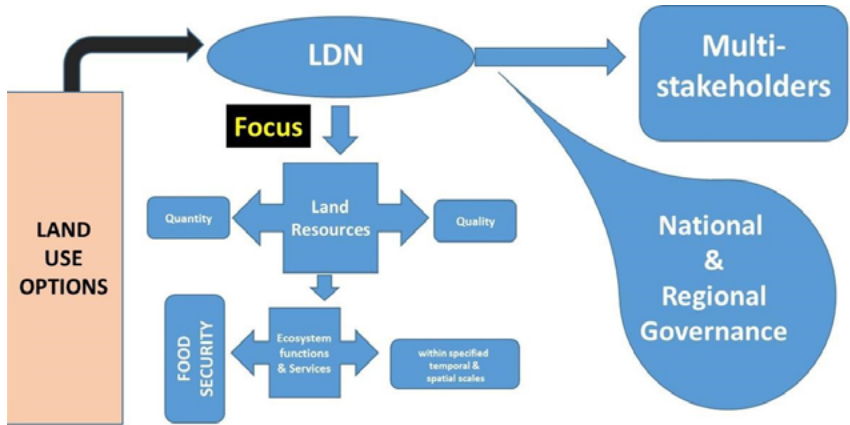 LDN
Multi-
stakeholders
Focus
LAND
USE
OPTIONS
Quantity
Land
Resources
Quality
National
&
Regional
Governance
FOOD
SECURITY
Ecosystem
functions
& Services
within specified
temporal &
spatial scales